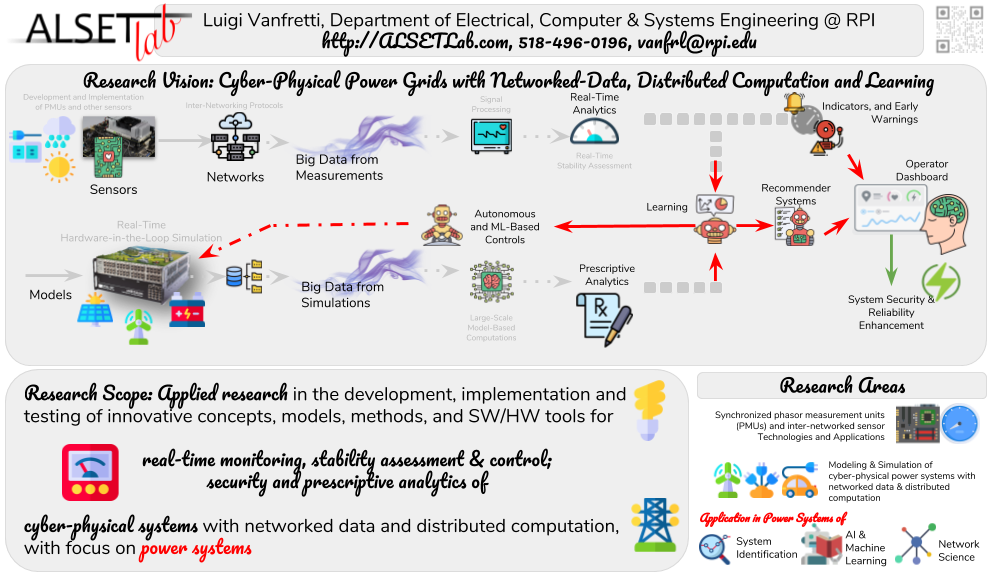 ALSET lab
Luigi Vanfretti, Department of Electrical, Computer & Systems Engineering @ RPI
http://ALSETLab.com, 518-496-0196, vanfrl@rpi.edu
Research Vision: Cyber-Physical Power Grids with Networked-Data, Distributed Computation and Learning
Development and Implementation
of PMUs and other sensors
Sensors
Inter-Networking Protocols
Networks
Big Data from
Measurements
Signal
Processing
Real-Time
Analytics
Real-Time
Stability Assessment
Indicators, and Early
Warnings
Operator
Dashboard
Recommender
Systems
Learning
Autonomous
and ML-Based
Controls
Real-Time
Hardware-in-the-Loop Simulation
Models
Big Data from
Simulations
Large-Scale
Model-Based
Computations
Prescriptive
Analytics
Rx
System Security &
Reliability
Enhancement
Research Scope: Applied research in the development, implementation and
testing of innovative concepts, models, methods, and SW/HW tools for
real-time monitoring, stability assessment & control;
security and prescriptive analytics of
cyber-physical systems with networked data and distributed computation,
with focus on power systems
Research Areas
Synchronized phasor measurement units
(PMUs) and inter-networked sensor
Technologies and Applications
Modeling & Simulation of
cyber-physical power systems with
networked data & distributed
computation
Application in Power Systems of
System
Identification
AI &
Machine
Learning
Network
Science